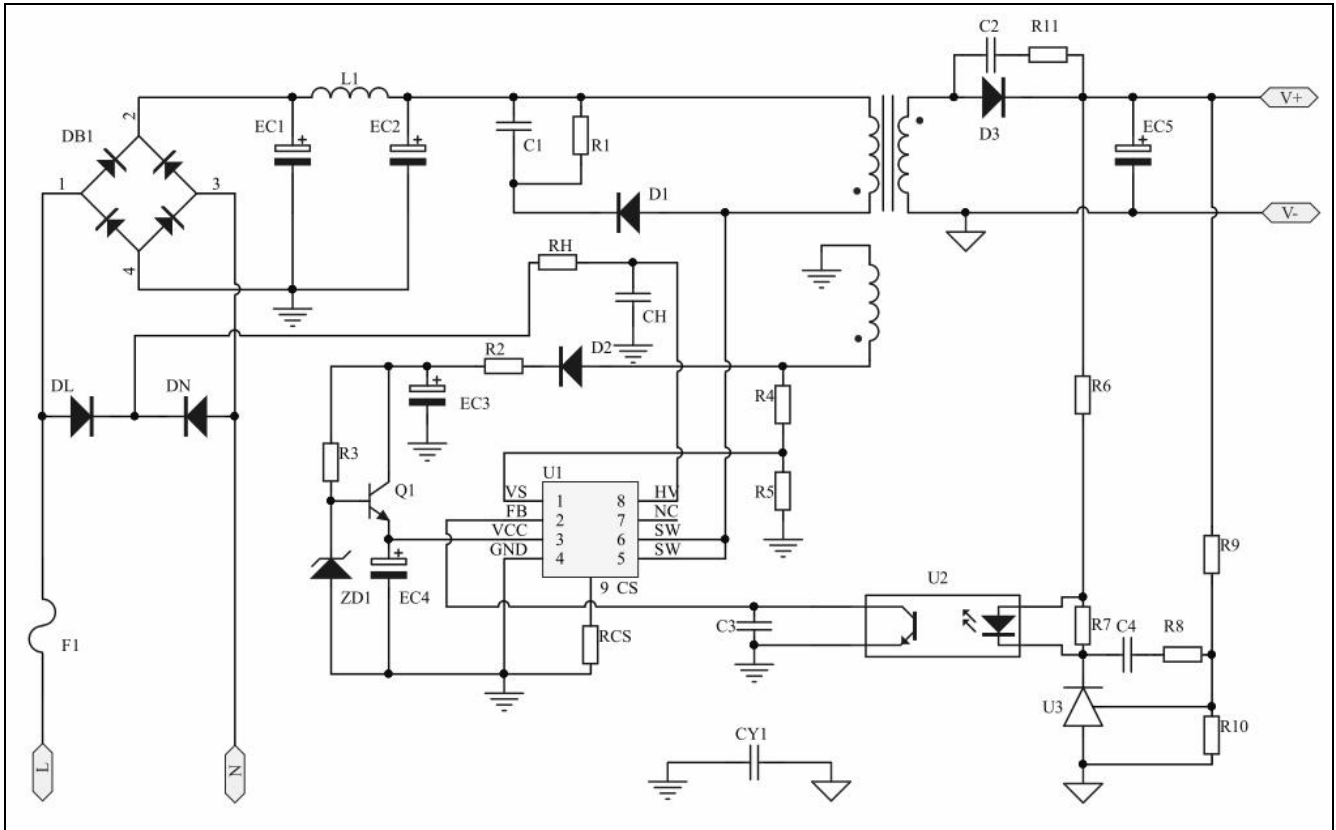 C2 R11
L1
V+
2
DB1 EC1 + EC2 + C1 R1 D3 EC5 +
1 3 D1
V-
4
RH
CH
R2 D2
DL DN + EC3 R4 R6
R3 U1
Q1 VS 1 8 HV R5
FB 2 7 NC
VCC 3 6 SW
GND 4 5 SW R9
ZD1 + EC4 9 CS U2
F1 RCS C3 R7 C4 R8
U3 R10
CY1
L N